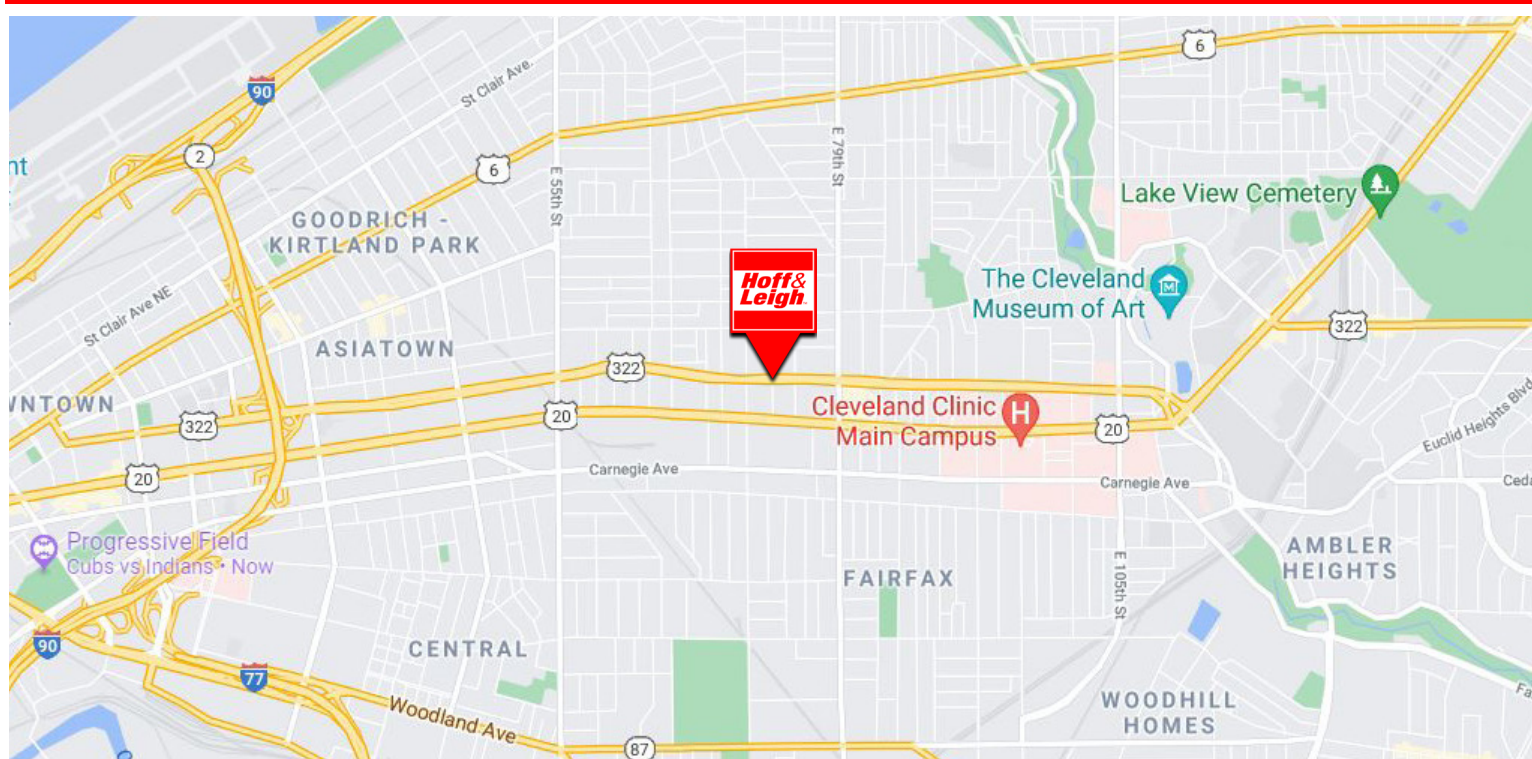 6
90
St Clair Ave.
2
nt
6
E 55th St
E 79th St
Lake View Cemetery
GOODRICH -
KIRTLAND PARK
Hoff&
Leigh
The Cleveland
Museum of Art
St Clair Ave NE
322
ASIATOWN
322
WNTOWN
322
20
Cleveland Clinic
Main Campus
20
Euclid Heights Blvd
20
Carnegie Ave
Carnegie Ave
Ceda
Progressive Field
Cubs vs Indians • Now
AMBLER
HEIGHTS
FAIRFAX
E 105th St
90
CENTRAL
77
Woodland Ave
WOODHILL
HOMES
Fa
87